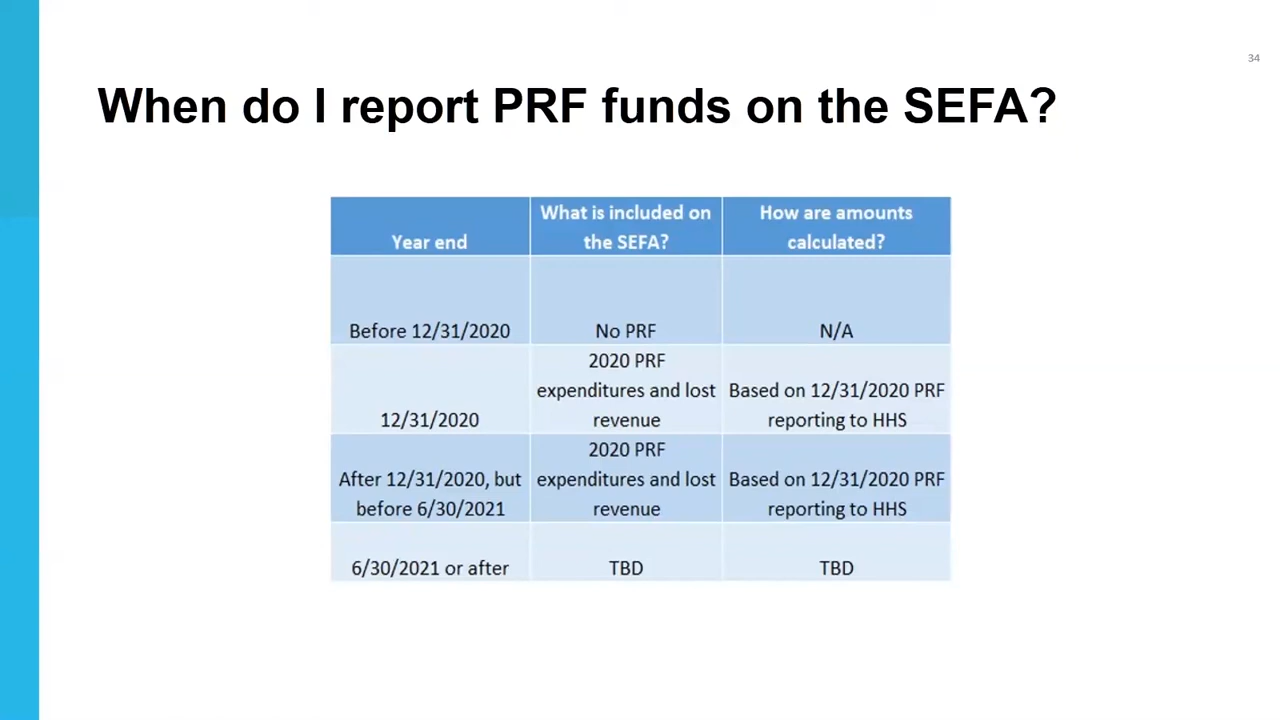 34
When do I report PRF funds on the SEFA?
Year end
What is included on
the SEFA?
How are amounts
calculated?
Before 12/31/2020
No PRF
N/A
12/31/2020
2020 PRF
expenditures and lost
revenue
Based on 12/31/2020 PRF
reporting to HHS
After 12/31/2020, but
before 6/30/2021
2020 PRF
expenditures and lost
revenue
Based on 12/31/2020 PRF
reporting to HHS
6/30/2021 or after
TBD
TBD